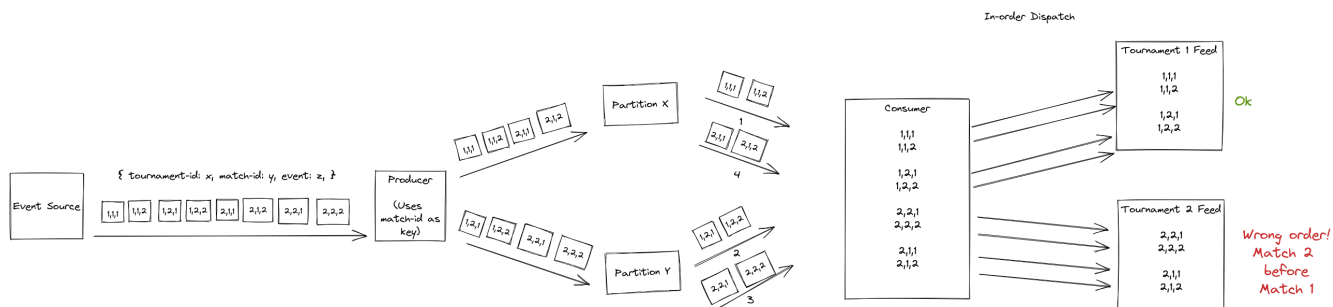 In-order Dispatch
Event Source
{ tournament-id: x, match-id: y, event: z, }
1,1,1
1,1,2
1,2,1
1,2,2
2,1,1
2,1,2
2,2,1
2,2,2
Producer
(Uses
match-id as
key)
1,1,1
1,1,2
2,1,1
2,1,2
1,2,1
1,2,2
2,2,1
2,2,2
Partition X
1,1,1
1,1,2
1
2,1,1
2,1,2
4
Partition Y
1,2,1
1,2,2
2
2,2,1
2,2,2
3
Consumer
1,1,1
1,1,2
1,2,1
1,2,2
2,2,1
2,2,2
2,1,1
2,1,2
Tournament 1 Feed
1,1,1
1,1,2
1,2,1
1,2,2
Ok
Tournament 2 Feed
2,2,1
2,2,2
2,1,1
2,1,2
Wrong order!
Match 2
before
Match 1